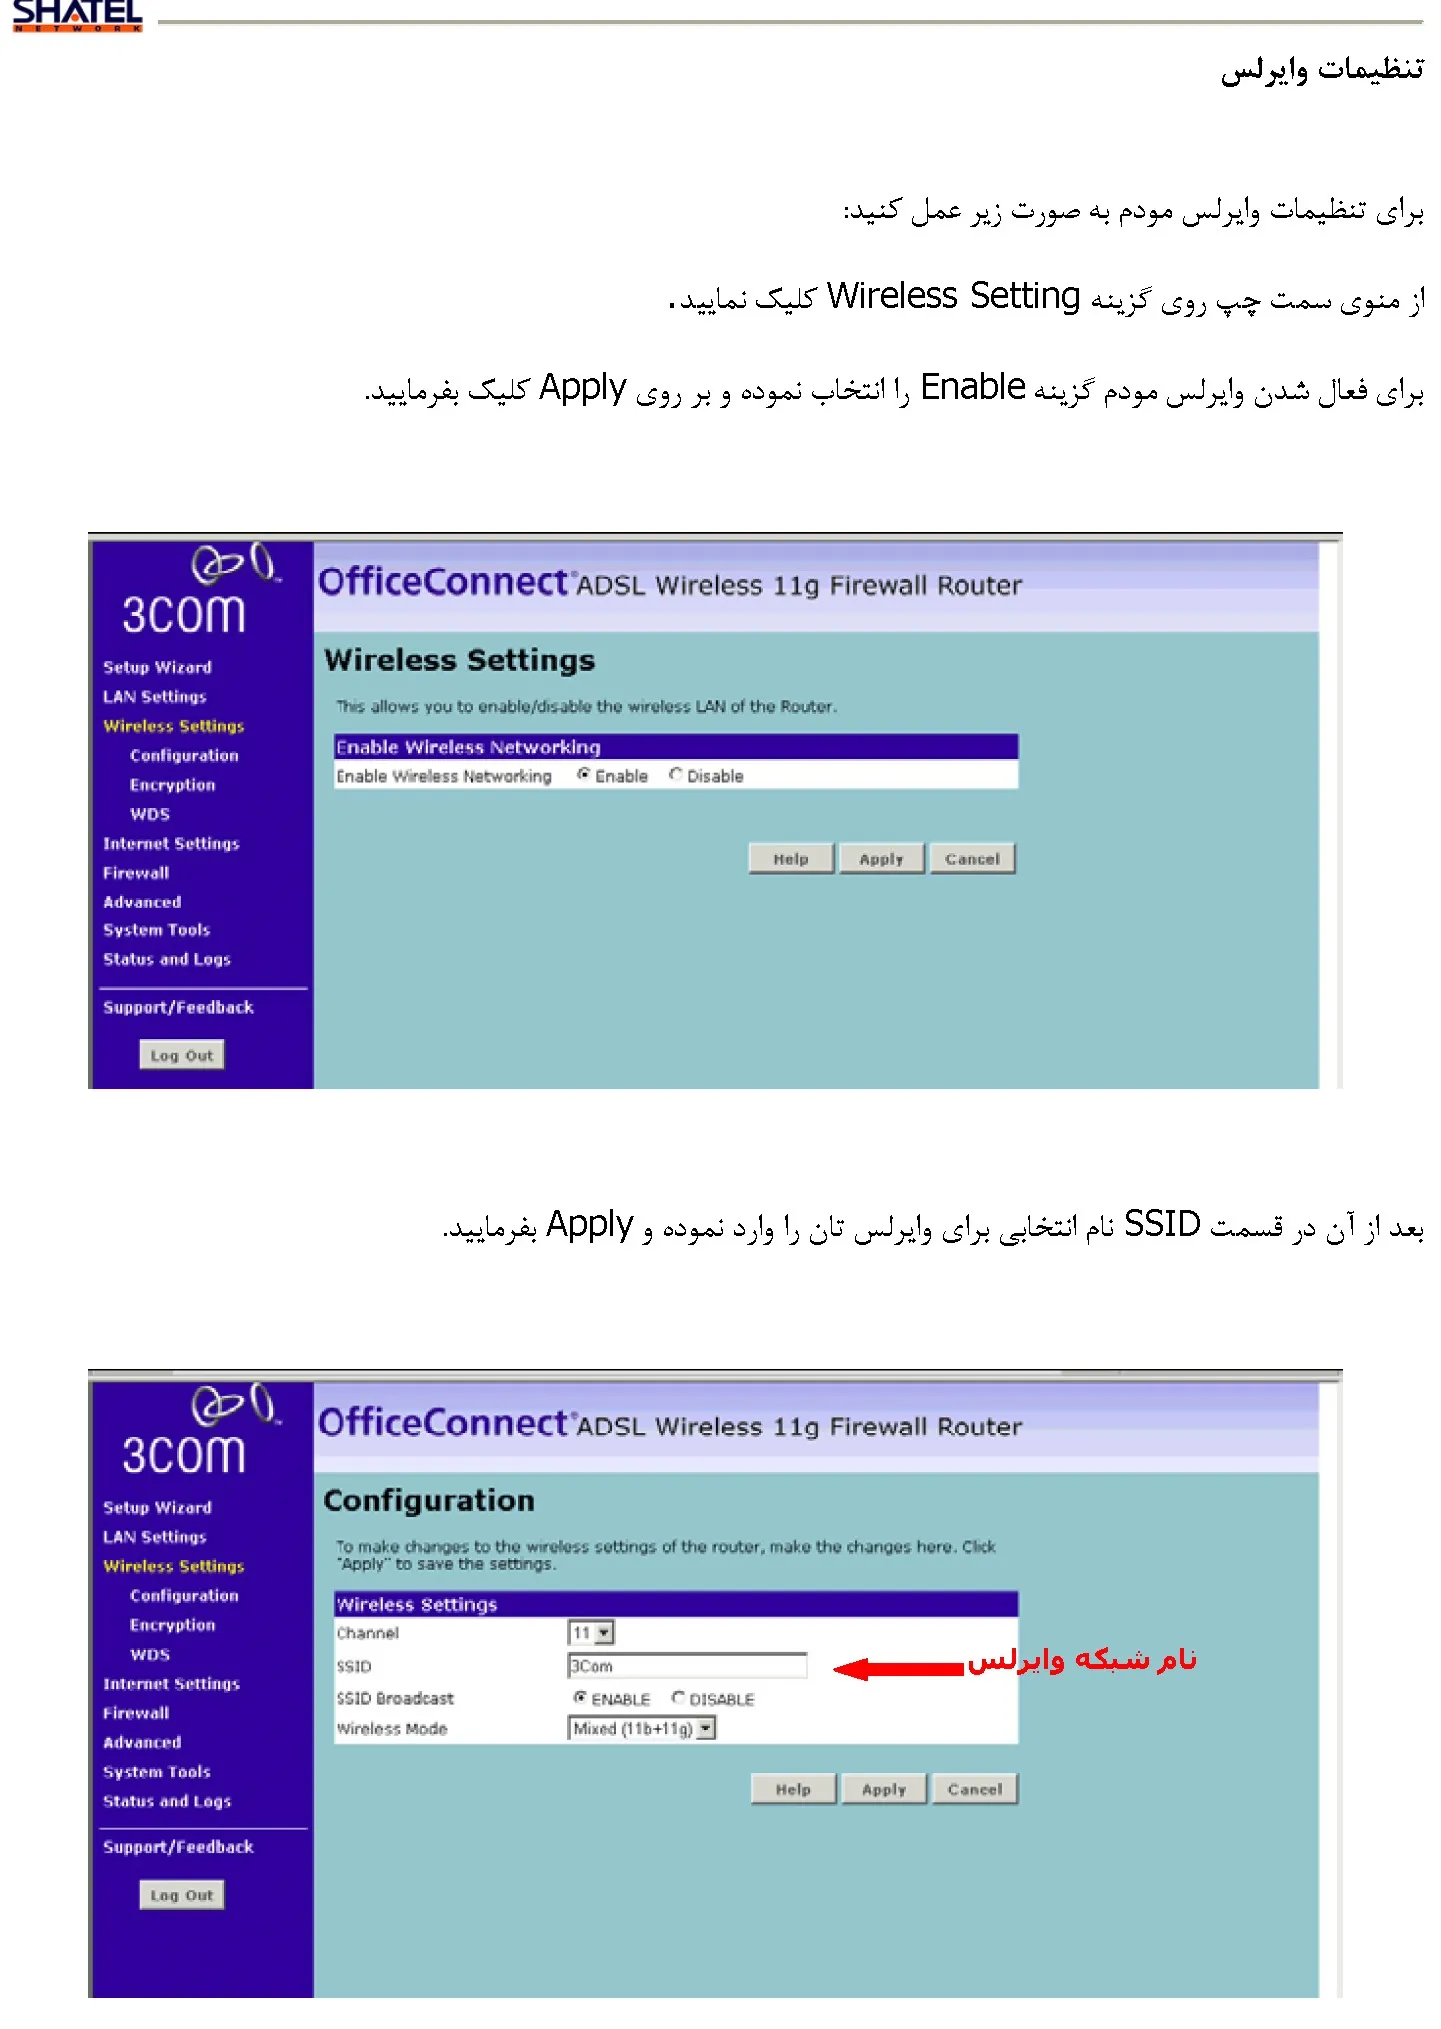 SHATEL
NETWORK
تنظیمات وایرلس
برای تنظیمات وایرلس مودم به صورت زیر عمل کنید:
از منوی سمت چپ روی گزینه Wireless Setting کلیک نمایید.
برای فعال شدن وایرلس مودم گزینه Enable را انتخاب نموده و بر روی Apply کلیک بفرمایید.
3COM
OfficeConnect® ADSL Wireless 11g Firewall Router
Setup Wizard
LAN Settings
Wireless Settings
Configuration
Encryption
WDS
Internet Settings
Firewall
Advanced
System Tools
Status and Logs
Support/Feedback
Log Out
Wireless Settings
This allows you to enable/disable the wireless LAN of the Router.
Enable Wireless Networking
Enable Wireless Networking Enable Disable
Help Apply Cancel
بعد از آن در قسمت SSID نام انتخابی برای وایرلس تان را وارد نموده و Apply بفرمایید.
3COM
OfficeConnect® ADSL Wireless 11g Firewall Router
Setup Wizard
LAN Settings
Wireless Settings
Configuration
Encryption
WDS
Internet Settings
Firewall
Advanced
System Tools
Status and Logs
Support/Feedback
Log Out
Configuration
To make changes to the wireless settings of the router, make the changes here. Click
"Apply" to save the settings.
Wireless Settings
Channel 11
SSID 3Com
نام شبکه وایرلس
SSID Broadcast ENABLE DISABLE
Wireless Mode Mixed (11b+11g)
Help Apply Cancel